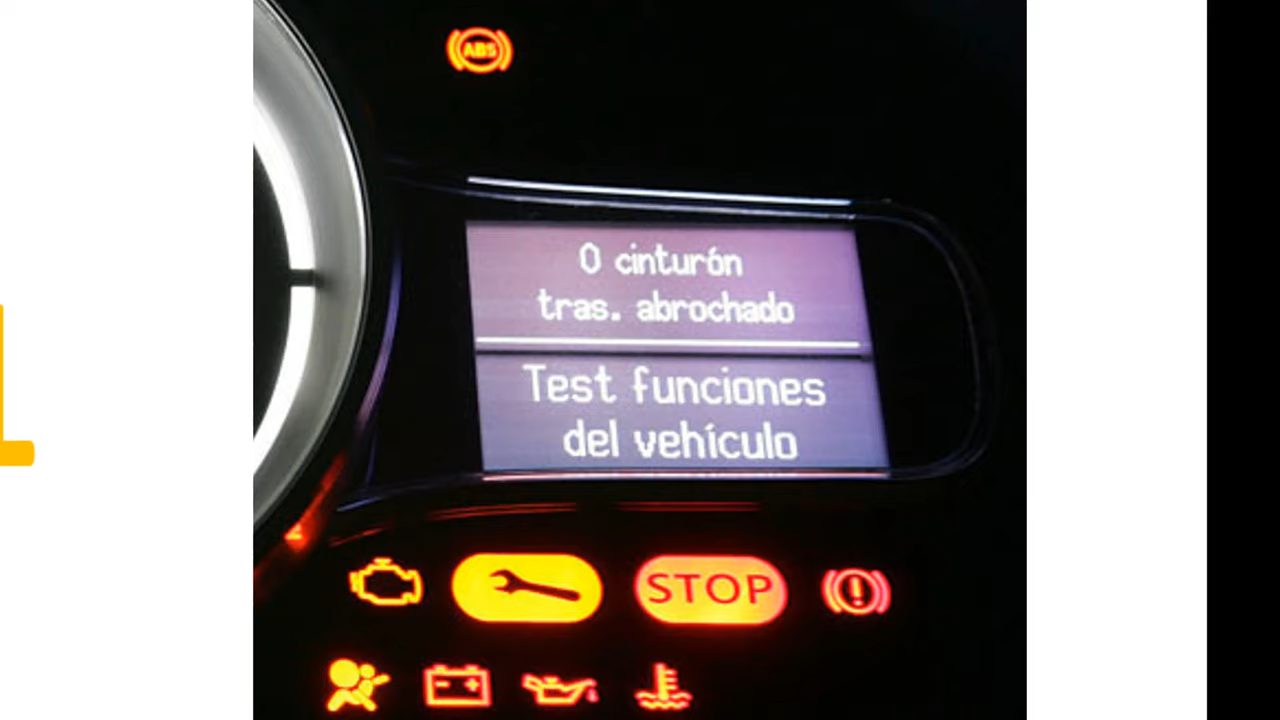 ABS
0 cinturón
tras. abrochado
Test funciones
del vehículo
STOP